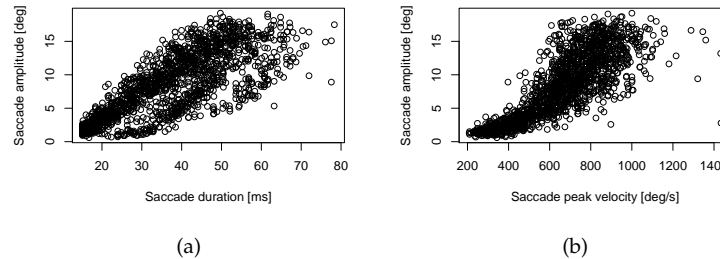 Saccade amplitude [deg]
0 5 10 15
20 30 40 50 60 70 80
Saccade duration [ms]
(a)
Saccade amplitude [deg]
0 5 10 15
200 400 600 800 1000 1200
Saccade peak velocity [deg/s]
(b)